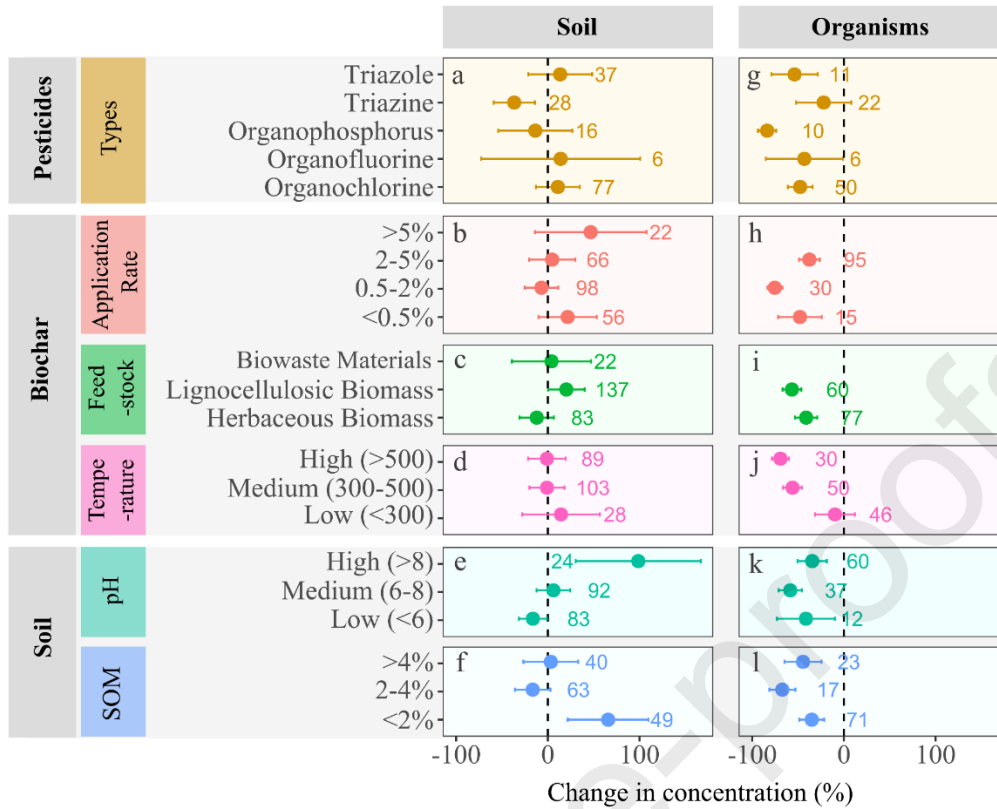 Soil
Organisms
Pesticides
Types
Triazole
Triazine
Organophosphorus
Organofluorine
Organochlorine
a
37
28
16
6
77
g
11
22
10
6
50
Biochar
Application
Rate
>5%
2-5%
0.5-2%
<0.5%
b
22
66
98
56
h
95
30
15
Feed
-stock
Biowaste Materials
Lignocellulosic Biomass
Herbaceous Biomass
c
22
137
83
i
60
77
Tempe
-rature
High (>500)
Medium (300-500)
Low (<300)
d
89
103
28
j
30
50
46
Soil
pH
High (>8)
Medium (6-8)
Low (<6)
e
24
92
83
k
60
37
12
SOM
>4%
2-4%
<2%
f
40
63
49
l
23
17
71
-100 0 100 -100 0 100
Change in concentration (%)